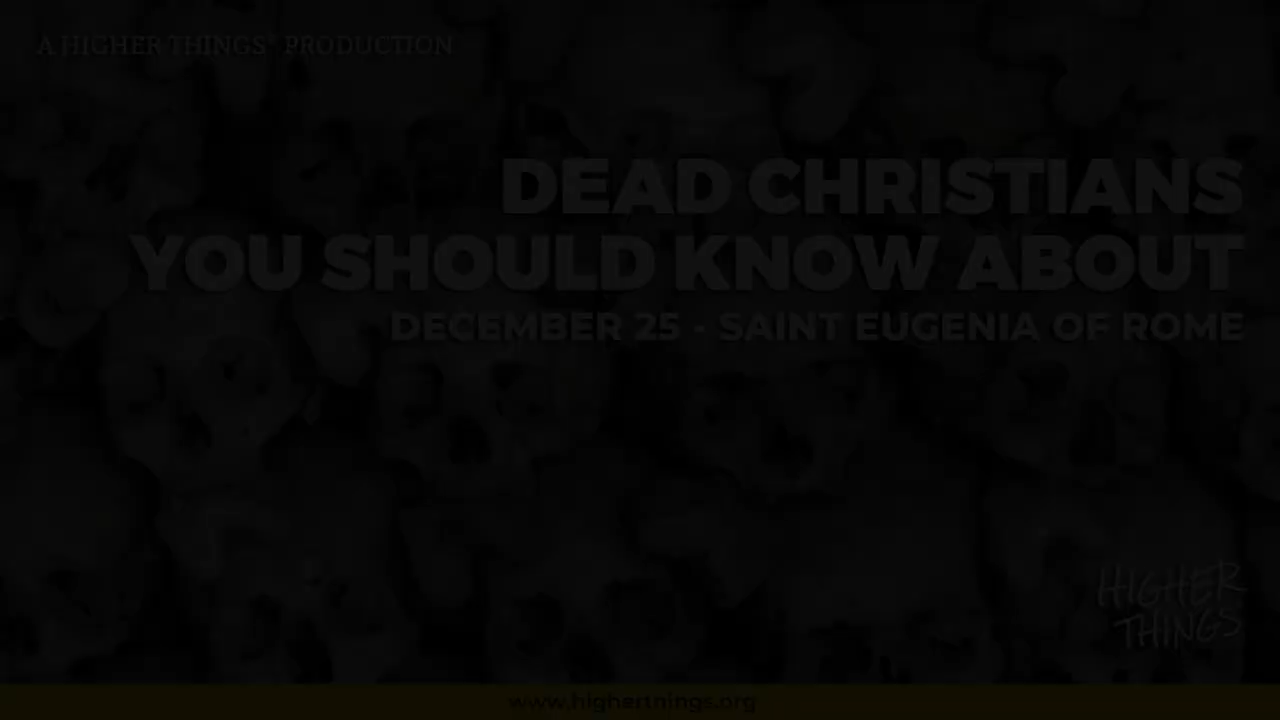 A HIGHER THINGS® PRODUCTION
DEAD CHRISTIANS
YOU SHOULD KNOW ABOUT
DECEMBER 25 - SAINT EUGENIA OF ROME
HIGHER
THINGS
www.higherthings.org